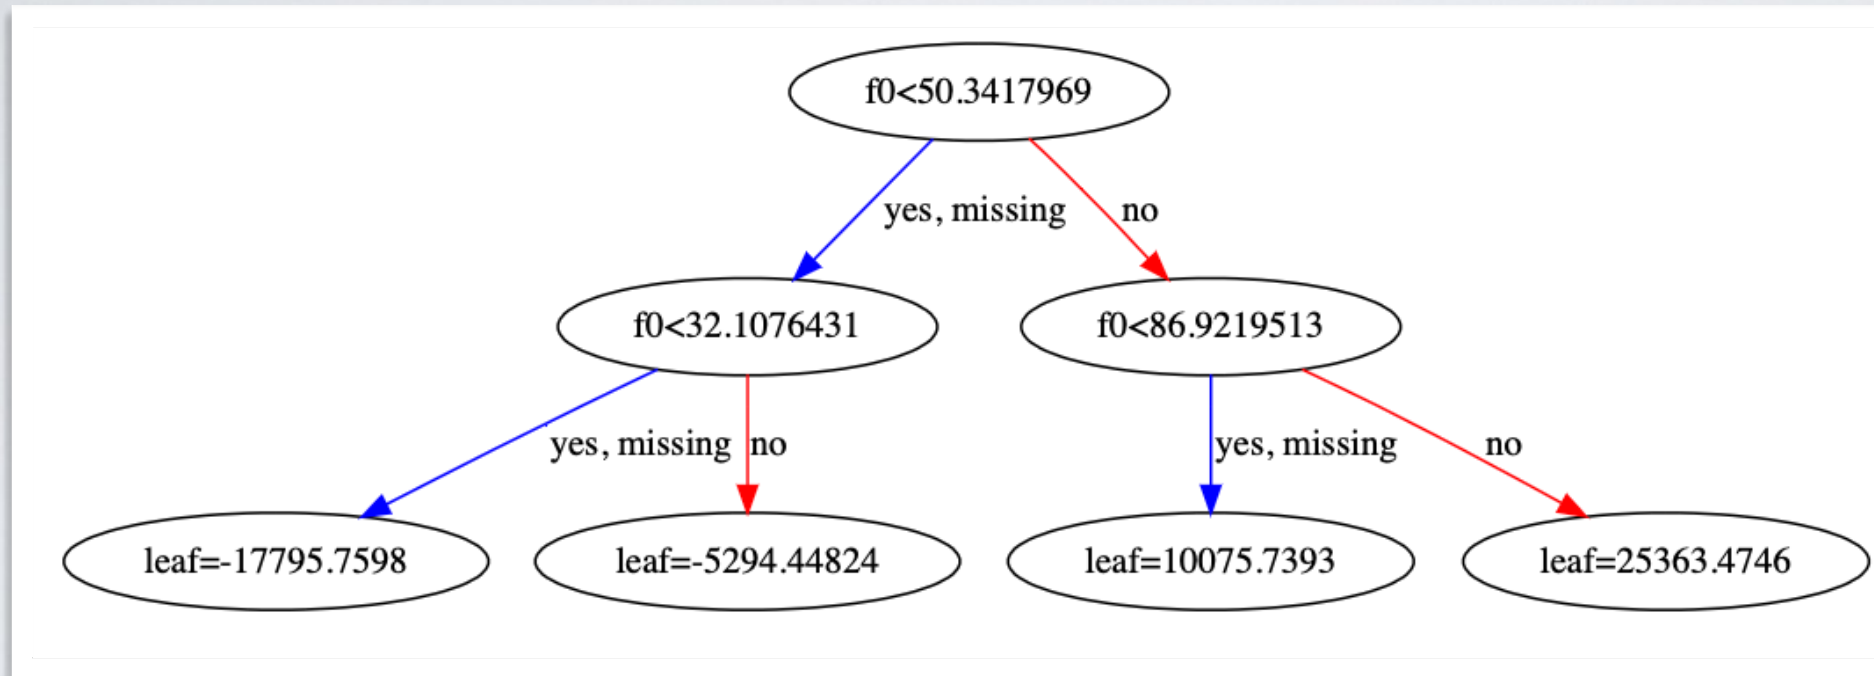 f0<50.3417969
yes, missing
no
f0<32.1076431
f0<86.9219513
yes, missing
no
yes, missing
no
leaf=-17795.7598
leaf=-5294.44824
leaf=10075.7393
leaf=25363.4746